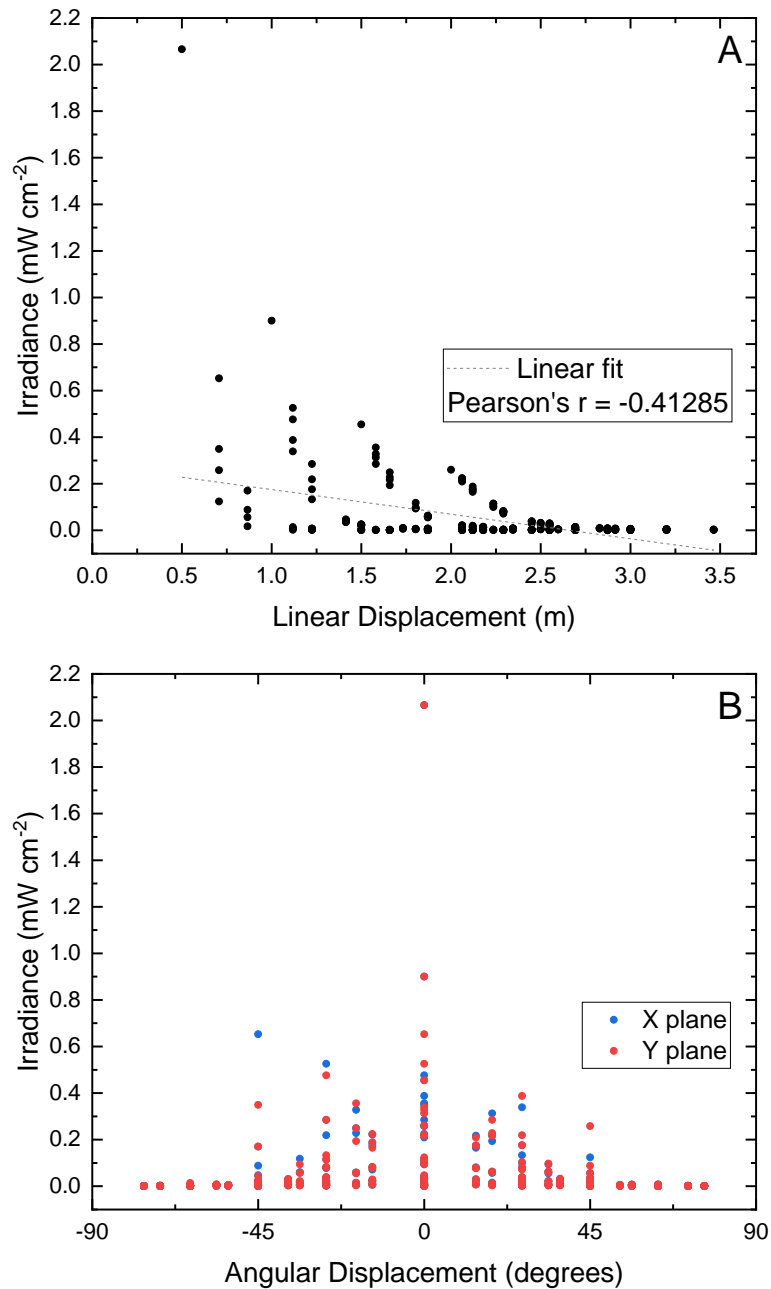 A
2.2
2.0
1.8
1.6
1.4
1.2
1.0
0.8
0.6
0.4
0.2
0.0
Irradiance (mW cm-2)
Linear fit
Pearson's r = -0.41285
0.0 0.5 1.0 1.5 2.0 2.5 3.0 3.5
Linear Displacement (m)
B
2.2
2.0
1.8
1.6
1.4
1.2
1.0
0.8
0.6
0.4
0.2
0.0
Irradiance (mW cm-2)
X plane
Y plane
-90 -45 0 45 90
Angular Displacement (degrees)